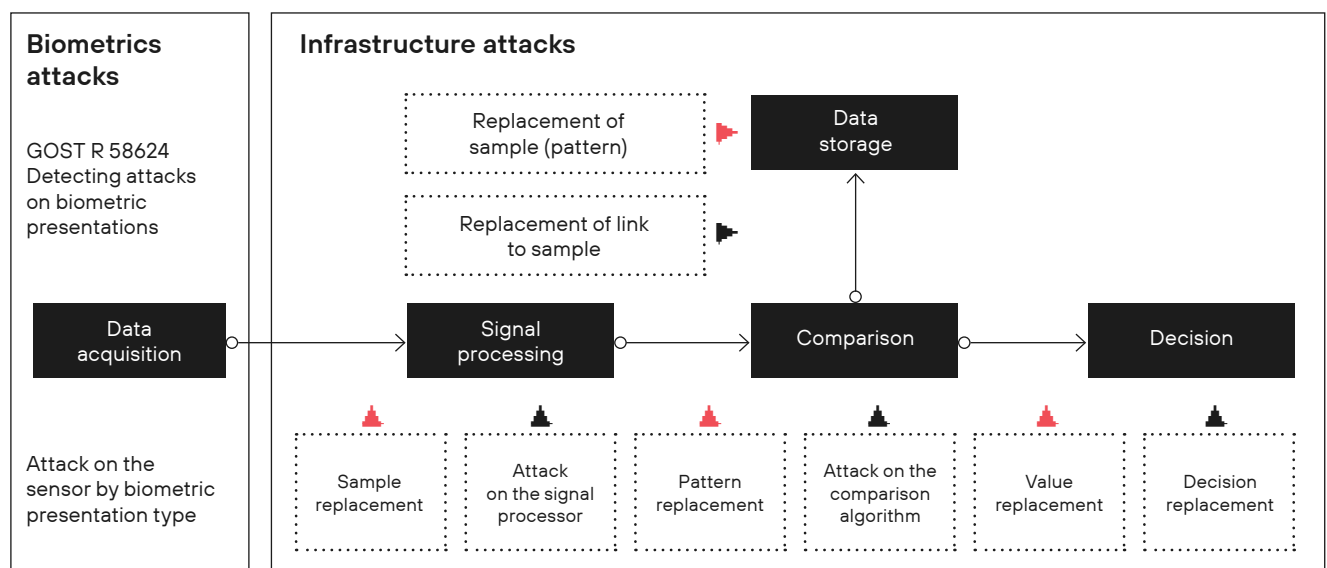 Biometrics
attacks
GOST R 58624
Detecting attacks
on biometric
presentations
Data
acquisition
Attack on the
sensor by biometric
presentation type
Infrastructure attacks
Replacement of
sample (pattern)
Data
storage
Replacement of link
to sample
Signal
processing
Comparison
Decision
Sample
replacement
Attack
on the signal
processor
Pattern
replacement
Attack on the
comparison
algorithm
Value
replacement
Decision
replacement